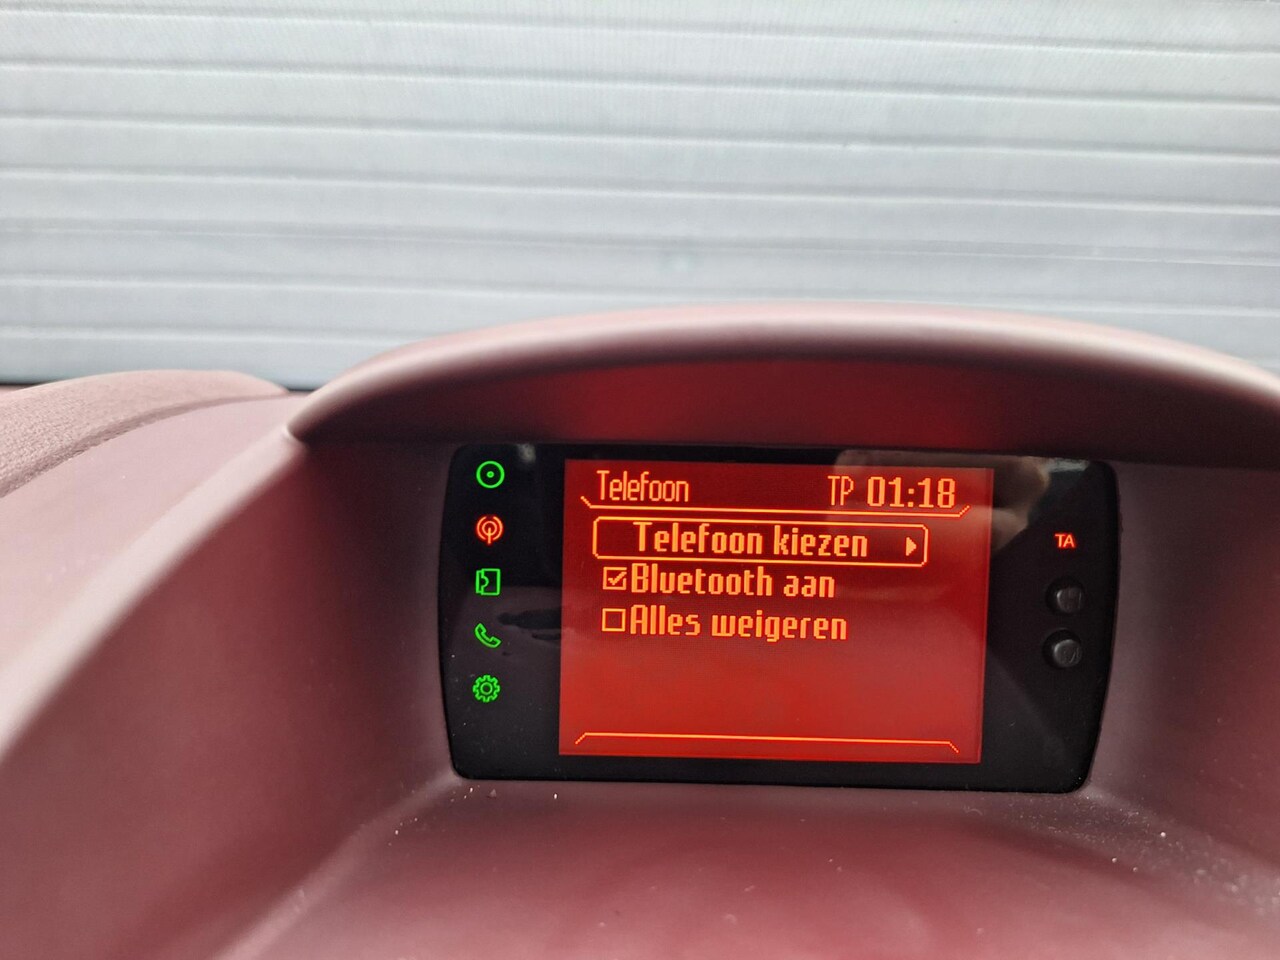 Telefoon TP 01:18
Telefoon kiezen
Bluetooth aan
Alles weigeren
TA